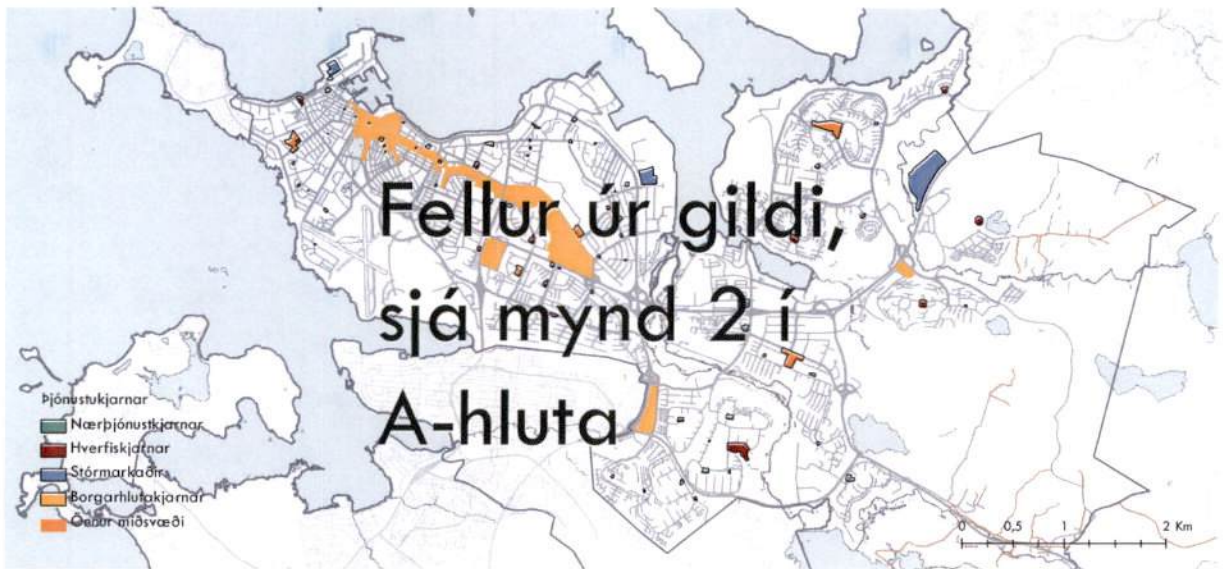 Fellur úr gildi,
sjá mynd 2 í
A-hluta
Þjónustukjarnar
Nærþjónustkjarnar
Hverfiskjarnar
Stórmarkaðir
Borgarhlutakjarnar
Önnur miðsvæði
0 0,5 1 2 Km